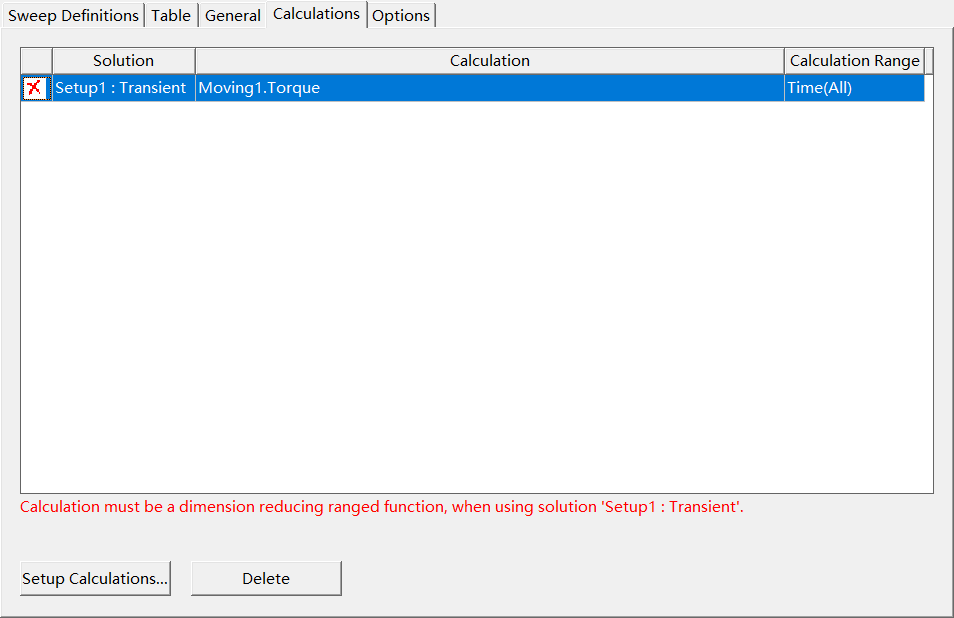 Sweep Definitions Table General Calculations Options
Solution Calculation Calculation Range
Setup1 : Transient Moving1.Torque Time(All)
Calculation must be a dimension reducing ranged function, when using solution 'Setup1 : Transient'.
Setup Calculations... Delete